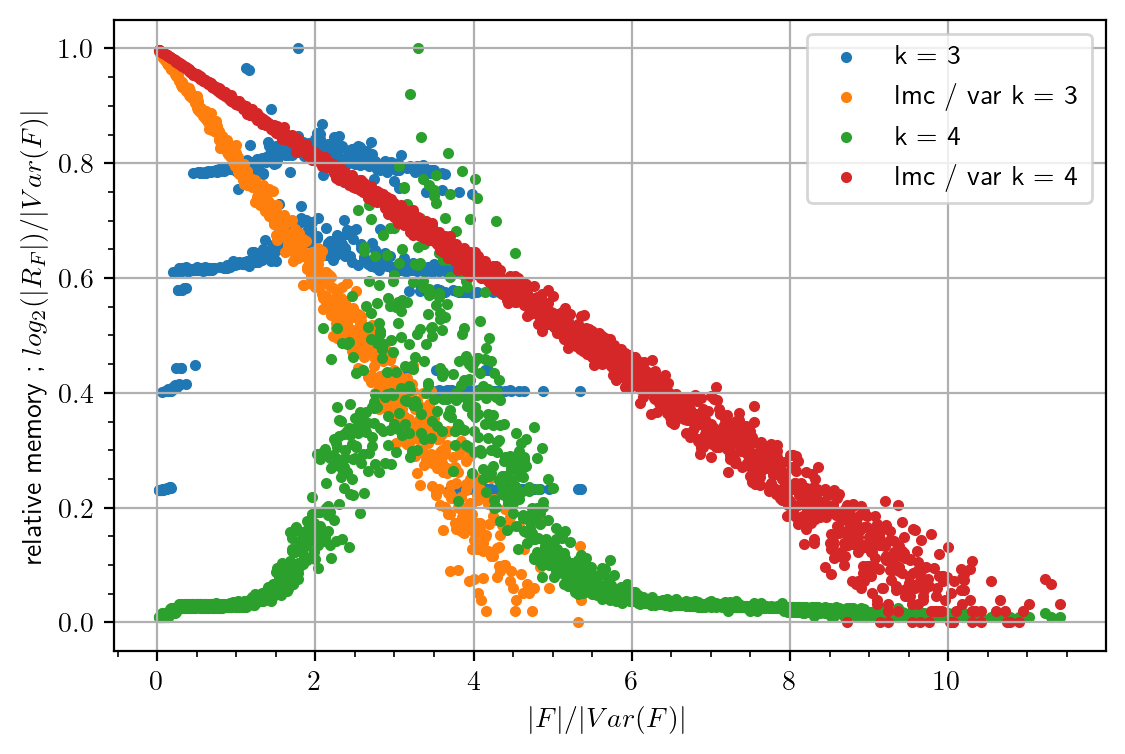 k = 3
lmc / var k = 3
k = 4
lmc / var k = 4
1.0
0.8
0.6
0.4
0.2
0.0
relative memory ; log₂(|R_F|)/|Var(F)|
0 2 4 6 8 10
|F|/|Var(F)|